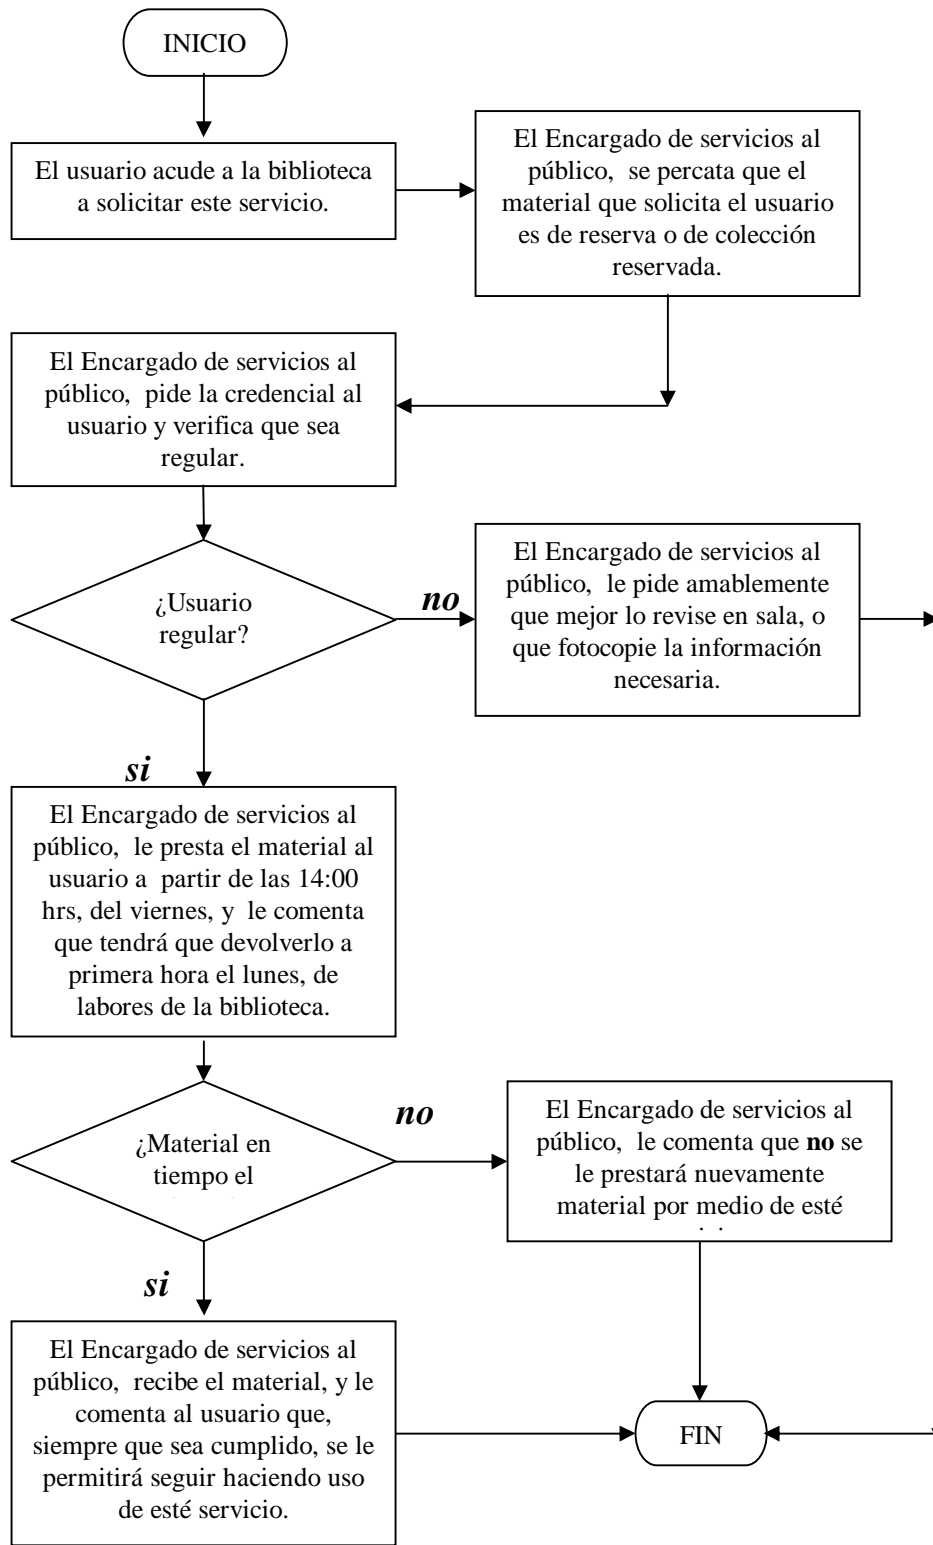 INICIO
El usuario acude a la biblioteca
a solicitar este servicio.
El Encargado de servicios al
público, se percata que el
material que solicita el usuario
es de reserva o de colección
reservada.
El Encargado de servicios al
público, pide la credencial al
usuario y verifica que sea
regular.
¿Usuario
regular?
no
El Encargado de servicios al
público, le pide amablemente
que mejor lo revise en sala, o
que fotocopie la información
necesaria.
si
El Encargado de servicios al
público, le presta el material al
usuario a partir de las 14:00
hrs, del viernes, y le comenta
que tendrá que devolverlo a
primera hora el lunes, de
labores de la biblioteca.
¿Material en
tiempo el
no
El Encargado de servicios al
público, le comenta que no se
le prestará nuevamente
material por medio de esté
si
El Encargado de servicios al
público, recibe el material, y le
comenta al usuario que,
siempre que sea cumplido, se le
permitirá seguir haciendo uso
de esté servicio.
FIN